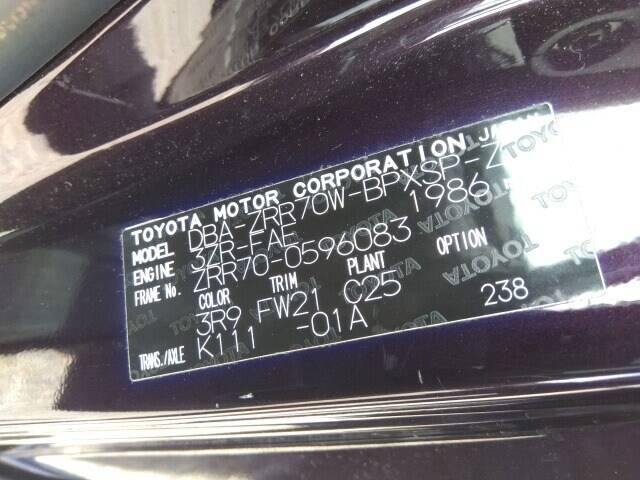 TOYOTA MOTOR CORPORATION JAPAN
MODEL DBA-ZRR70W-BPXSP-Z
ENGINE 3ZR-FAE 1986
FRAME No. ZRR70-0596083
COLOR TRIM PLANT OPTION
3R9 FW21 C25 238
TRANS./AXLE K111 -01A